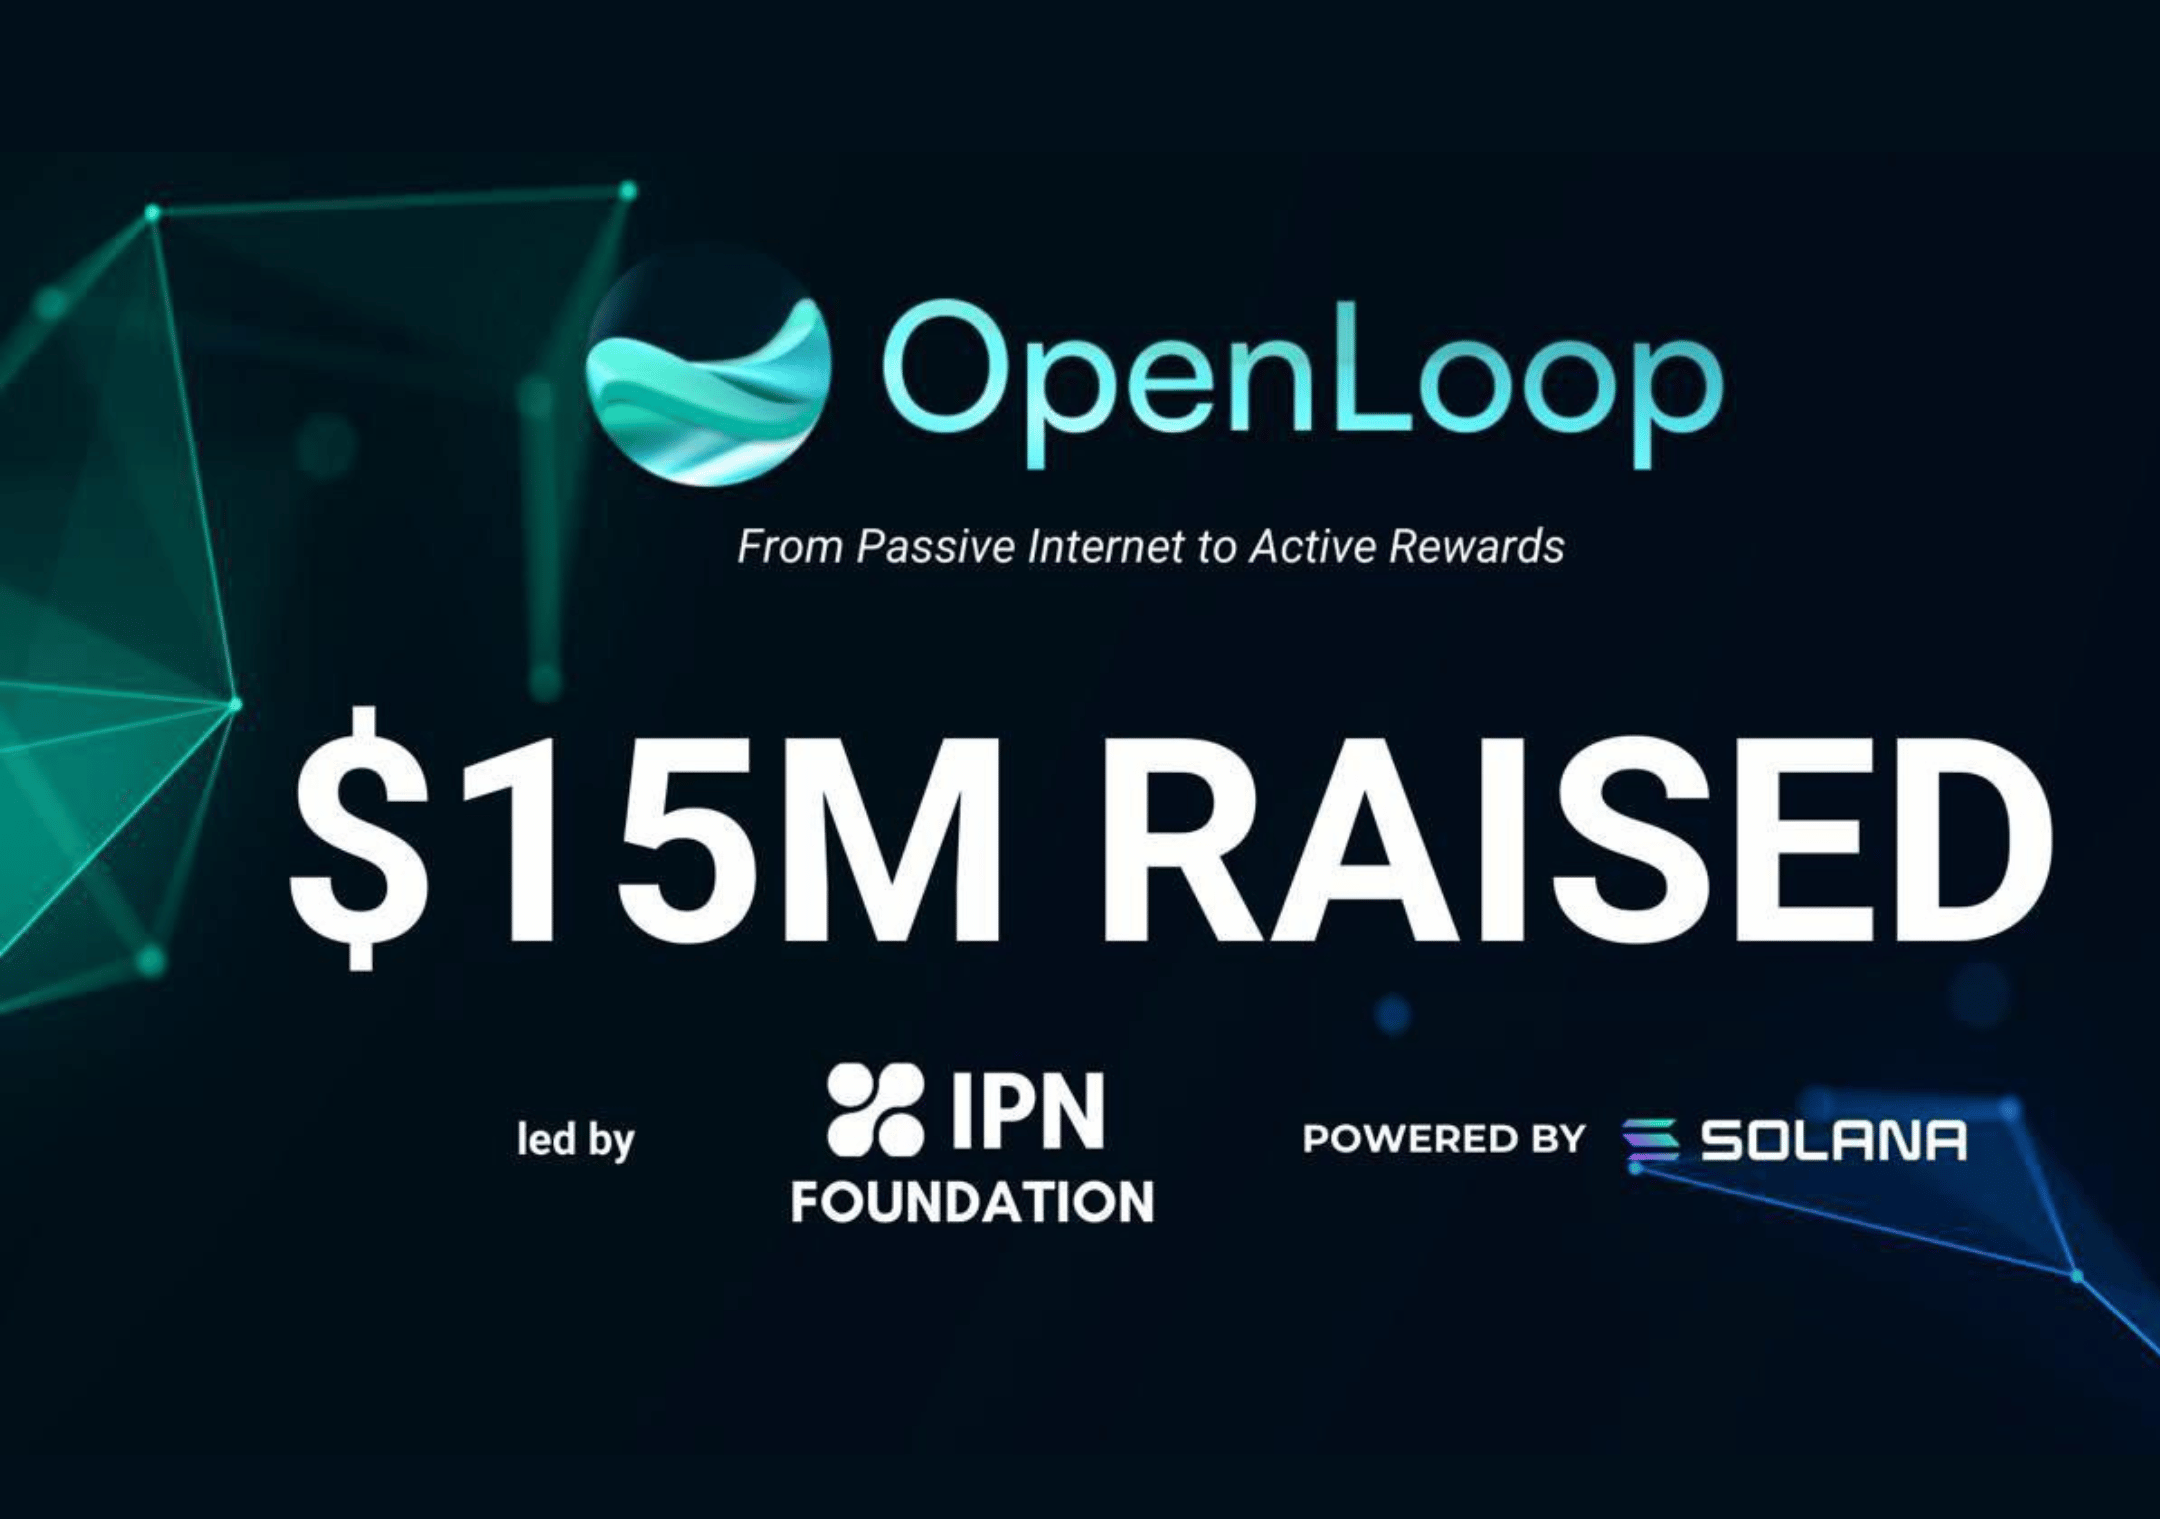 OpenLoop
From Passive Internet to Active Rewards
$15M RAISED
led by
IPN
FOUNDATION
POWERED BY SOLANA